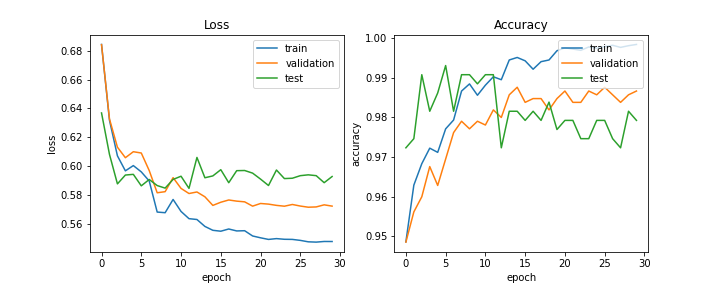 Loss
loss
0.68
0.66
0.64
0.62
0.60
0.58
0.56
0 5 10 15 20 25 30
epoch
train
validation
test
Accuracy
accuracy
1.00
0.99
0.98
0.97
0.96
0.95
0 5 10 15 20 25 30
epoch
train
validation
test